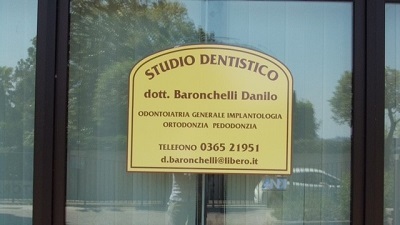 STUDIO DENTISTICO
dott. Baronchelli Danilo
ODONTOIATRIA GENERALE IMPLANTOLOGIA
ORTODONZIA PEDODONZIA
TELEFONO 0365 21951
d.baronchelli@libero.it